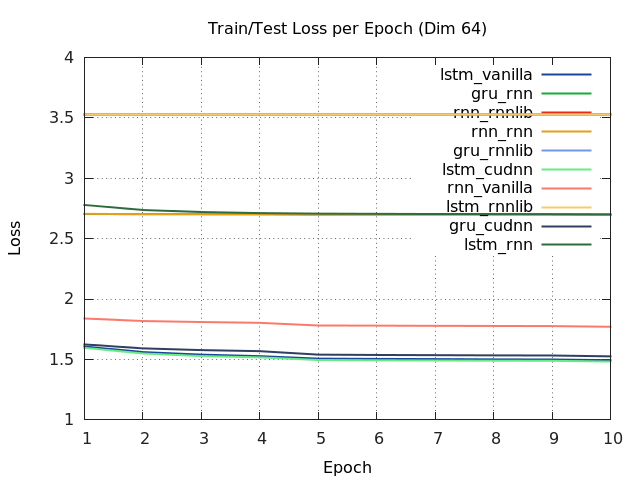 Train/Test Loss per Epoch (Dim 64)
4
3.5
3
2.5
2
1.5
1
Loss
lstm_vanilla
gru_rnn
rnn_rnnlib
rnn_rnn
gru_rnnlib
lstm_cudnn
rnn_vanilla
lstm_rnnlib
gru_cudnn
lstm_rnn
1 2 3 4 5 6 7 8 9 10
Epoch